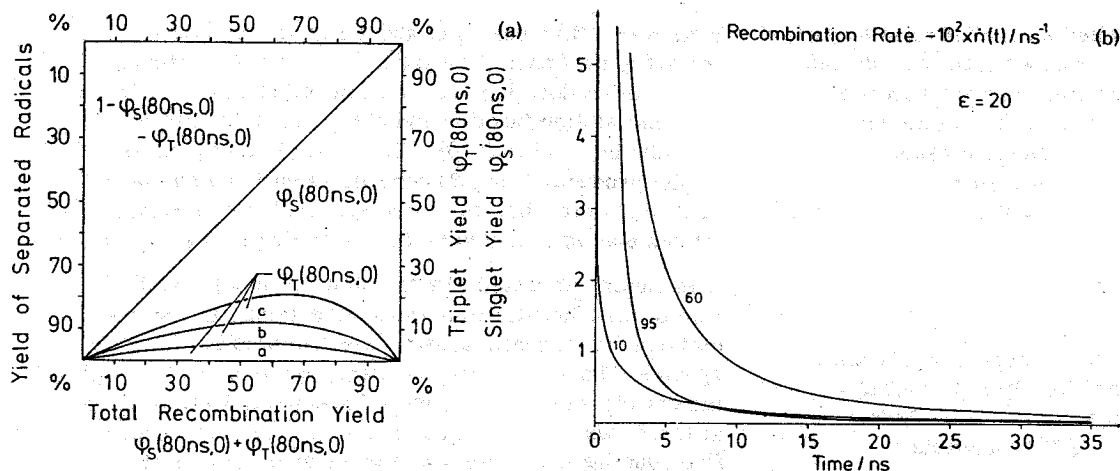 % 10 30 50 70 90 %
(a)
Yield of Separated Radicals
10
30
50
70
90
1-φS(80ns,0)
- φT(80ns,0)
φS(80ns,0)
φT(80ns,0)
c
b
a
90
70
50
30
10
Triplet Yield φT(80ns,0)
Singlet Yield φS(80ns,0)
% 10 30 50 70 90 %
Total Recombination Yield
φS(80ns,0) + φT(80ns,0)
Recombination Rate -10²xṅ(t)/ns⁻¹
(b)
ε = 20
5
4
3
2
1
60
95
10
0 5 10 15 20 25 30 35
Time / ns